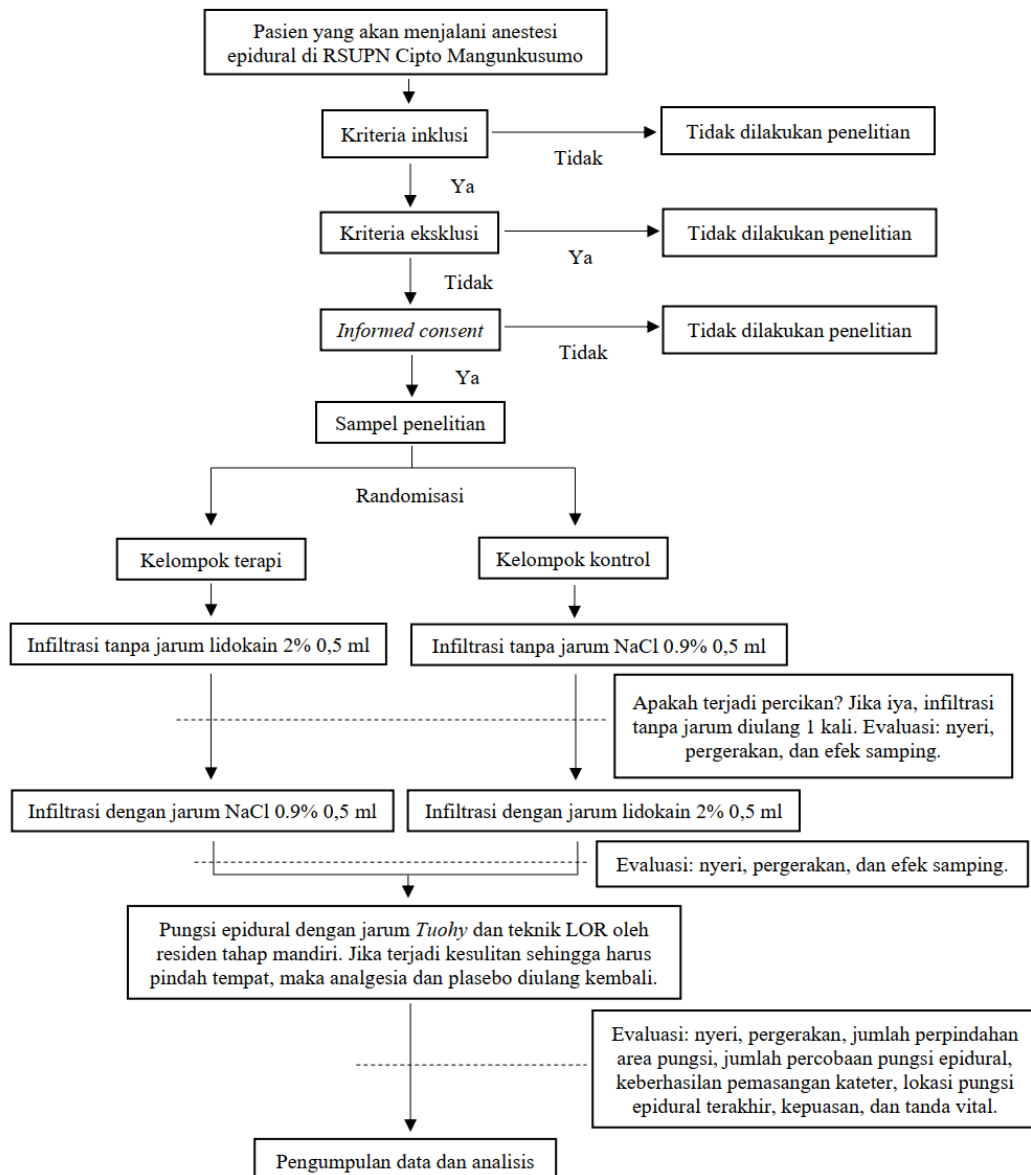 Pasien yang akan menjalani anestesi
epidural di RSUPN Cipto Mangunkusumo
Kriteria inklusi
Tidak dilakukan penelitian
Tidak
Ya
Kriteria eksklusi
Tidak dilakukan penelitian
Ya
Tidak
Informed consent
Tidak dilakukan penelitian
Tidak
Ya
Sampel penelitian
Randomisasi
Kelompok terapi
Kelompok kontrol
Infiltrasi tanpa jarum lidokain 2% 0,5 ml
Infiltrasi tanpa jarum NaCl 0.9% 0,5 ml
Apakah terjadi percikan? Jika iya, infiltrasi
tanpa jarum diulang 1 kali. Evaluasi: nyeri,
pergerakan, dan efek samping.
Infiltrasi dengan jarum NaCl 0.9% 0,5 ml
Infiltrasi dengan jarum lidokain 2% 0,5 ml
Evaluasi: nyeri, pergerakan, dan efek samping.
Pungsi epidural dengan jarum Tuohy dan teknik LOR oleh
residen tahap mandiri. Jika terjadi kesulitan sehingga harus
pindah tempat, maka analgesia dan plasebo diulang kembali.
Evaluasi: nyeri, pergerakan, jumlah perpindahan
area pungsi, jumlah percobaan pungsi epidural,
keberhasilan pemasangan kateter, lokasi pungsi
epidural terakhir, kepuasan, dan tanda vital.
Pengumpulan data dan analisis